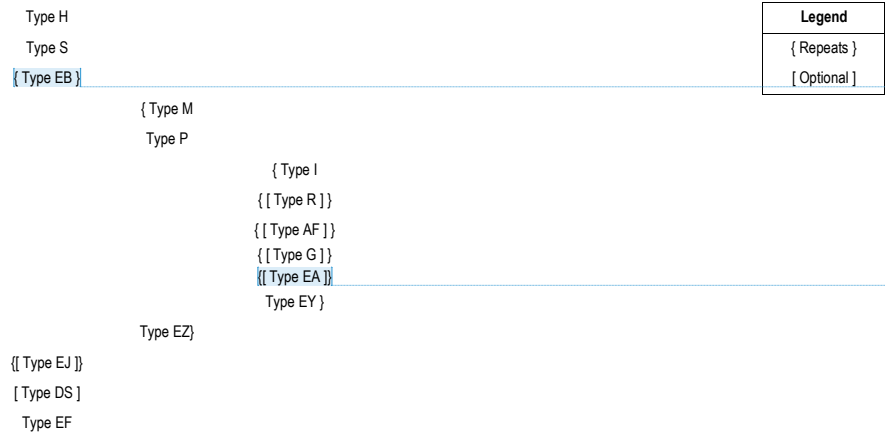 Type H
Legend
Type S
{ Repeats }
{ Type EB }
[ Optional ]
{ Type M
Type P
{ Type I
{ [ Type R ] }
{ [ Type AF ] }
{ [ Type G ] }
{[ Type EA ]}
Type EY }
Type EZ}
{[ Type EJ ]}
[ Type DS ]
Type EF